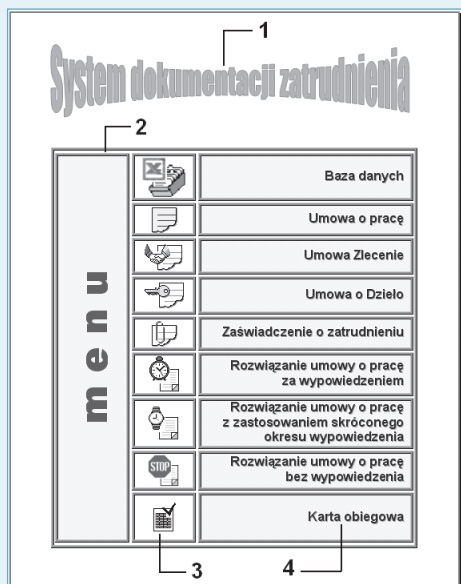 1
System dokumentacji zatrudnienia
2
menu
Baza danych
Umowa o pracę
Umowa Zlecenie
Umowa o Dzieło
Zaświadczenie o zatrudnieniu
Rozwiązanie umowy o pracę
za wypowiedzeniem
Rozwiązanie umowy o pracę
z zastosowaniem skróconego
okresu wypowiedzenia
STOP
Rozwiązanie umowy o pracę
bez wypowiedzenia
Karta obiegowa
3
4